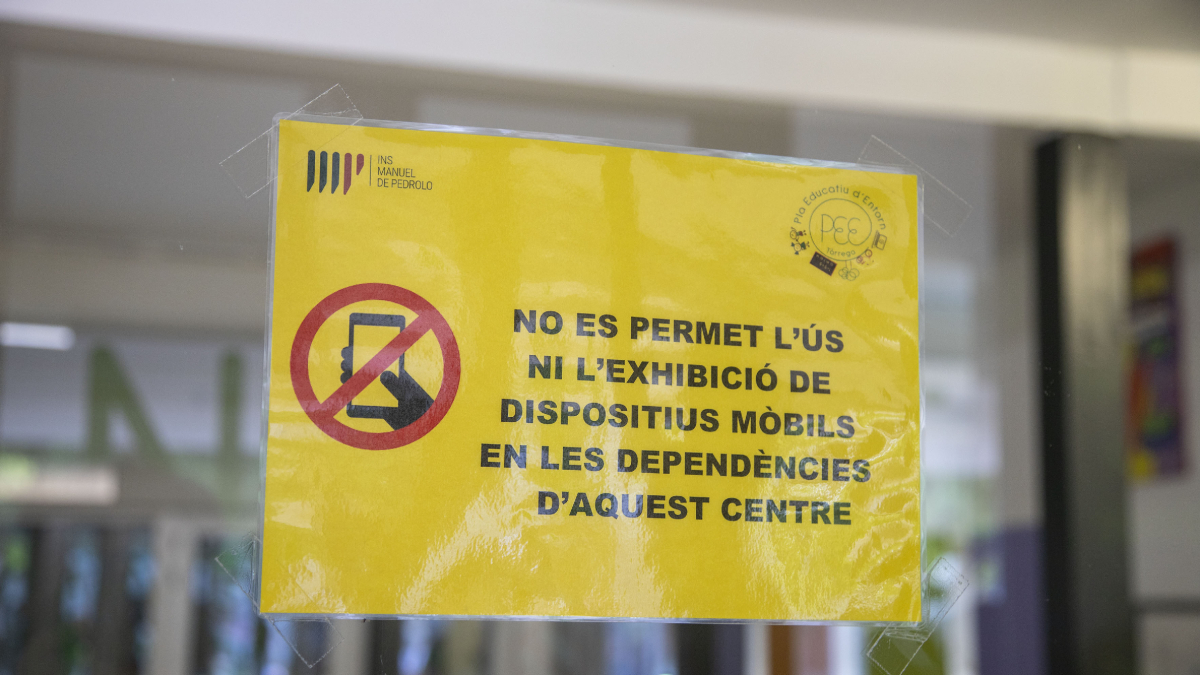 INS
MANUEL
DE PEDROLO
Pla Educatiu d'Entorn
PEE
Tàrrega
NO ES PERMET L'ÚS
NI L'EXHIBICIÓ DE
DISPOSITIUS MÒBILS
EN LES DEPENDÈNCIES
D'AQUEST CENTRE